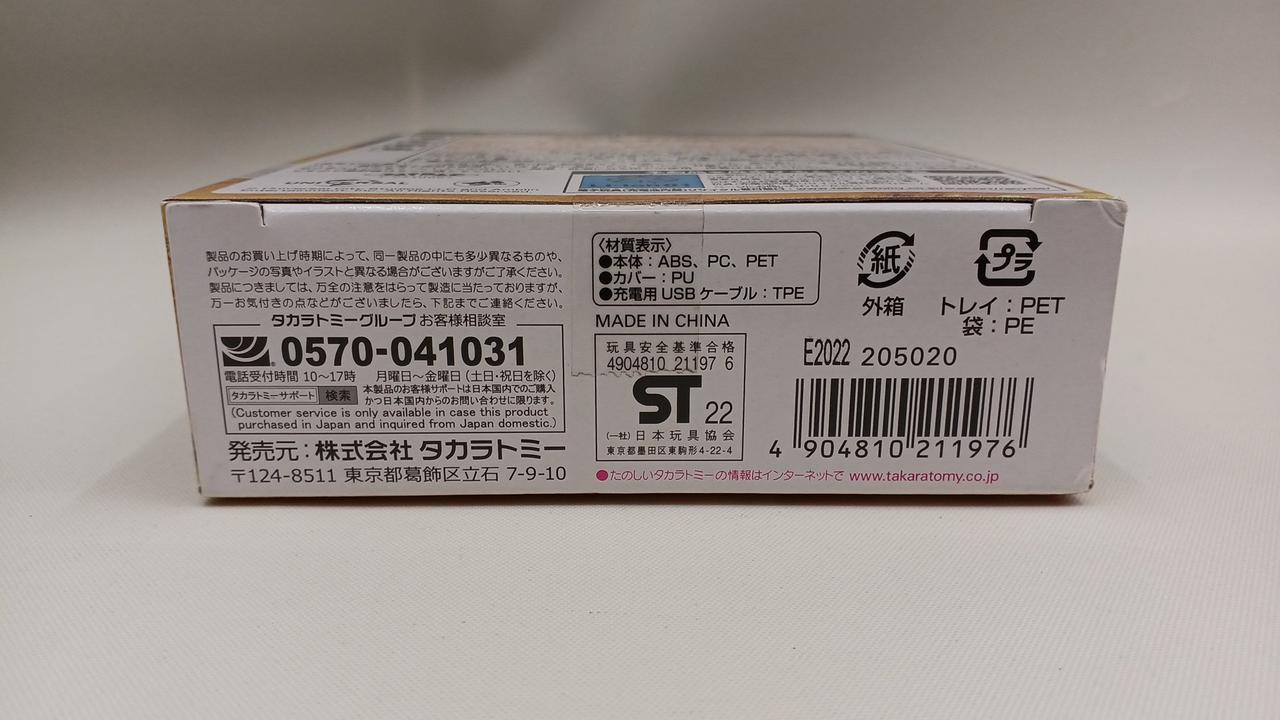 製品のお買い上げ時期によって、同一製品の中にも多少異なるものや、
パッケージの写真やイラストと異なる場合がございますがご了承ください。
製品につきましては、万全の注意をはらって製造に当たっておりますが、
万一お気付きの点などがございましたら、下記までご連絡ください。
タカラトミーグループ お客様相談室
0570-041031
電話受付時間 10〜17時 月曜日〜金曜日（土日・祝日を除く）
タカラトミーサポート 検索
本製品のお客様サポートは日本国内でのご購入
かつ日本国内からのお問い合わせに限ります。
(Customer service is only available in case this product
purchased in Japan and inquired from Japan domestic.)
発売元：株式会社 タカラトミー
〒124-8511 東京都葛飾区立石 7-9-10
〈材質表示〉
●本体：ABS、PC、PET
●カバー：PU
●充電用 USB ケーブル：TPE
MADE IN CHINA
玩具安全基準合格
4904810 21197 6
ST 22
(一社) 日本玩具協会
東京都墨田区東駒形4-22-4
紙
外箱
プラ
トレイ：PET
袋：PE
E2022 205020
4 904810 211976
●たのしいタカラトミーの情報はインターネットで www.takaratomy.co.jp